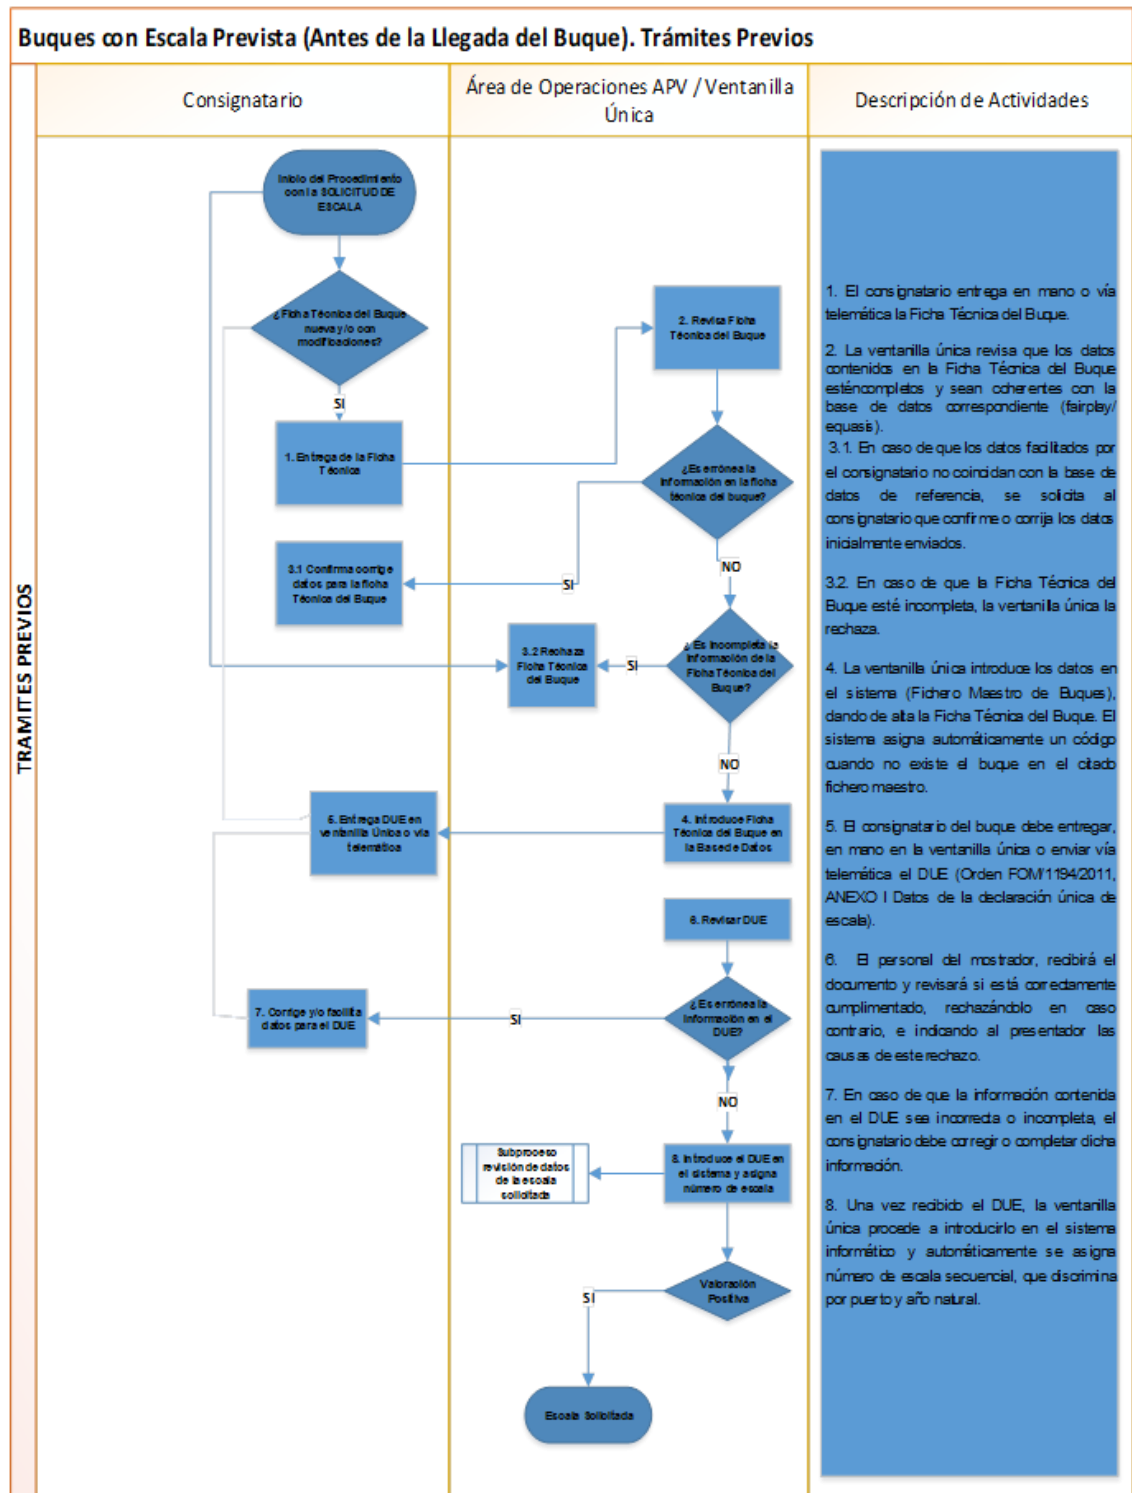 Buques con Escala Prevista (Antes de la Llegada del Buque). Trámites Previos
Consignatario
Área de Operaciones APV / Ventanilla
Única
Descripción de Actividades
TRAMITES PREVIOS
Inicio del Procedimiento
con la SOLICITUD DE
ESCALA
¿Ficha Técnica del Buque
nueva y/o con
modificaciones?
SI
1. Entrega de la Ficha
Técnica
2. Revisa Ficha
Técnica del Buque
¿Es errónea la
Información en la ficha
técnica del buque?
SI
NO
3.1 Confirma corrige
datos para la ficha
Técnica del Buque
¿ Es Incompleta la
Información de la
Ficha Técnica del
Buque?
SI
3.2 Rechaza
Ficha Técnica
del Buque
NO
4. Introduce Ficha
Técnica del Buque en
la Base de Datos
5. Entrega DUE en
ventanilla Única o vía
telemática
6. Revisar DUE
¿ Es errónea la
Información en el
DUE?
SI
7. Corrige y/o facilita
datos para el DUE
NO
8. Introduce el DUE en
el sistema y asigna
número de escala
Subproceso
revisión de datos
de la escala
solicitada
Valoración
Positiva
SI
Escala Solicitada
1. El consignatario entrega en mano o vía
telemática la Ficha Técnica del Buque.
2. La ventanilla única revisa que los datos
contenidos en la Ficha Técnica del Buque
esténcompletos y sean coherentes con la
base de datos correspondiente (fairplay/
equasis).
3.1. En caso de que los datos facilitados por
el consignatario no coincidan con la base de
datos de referencia, se solicita al
consignatario que confirme o corrija los datos
inicialmente enviados.
3.2. En caso de que la Ficha Técnica del
Buque esté incompleta, la ventanilla única la
rechaza.
4. La ventanilla única introduce los datos en
el sistema (Fichero Maestro de Buques),
dando de alta la Ficha Técnica del Buque. El
sistema asigna automáticamente un código
cuando no existe el buque en el citado
fichero maestro.
5. El consignatario del buque debe entregar,
en mano en la ventanilla única o enviar vía
telemática el DUE (Orden FOM/1194/2011,
ANEXO I Datos de la declaración única de
escala).
6. El personal del mostrador, recibirá el
documento y revisará si está correctamente
cumplimentado, rechazándolo en caso
contrario, e indicando al presentador las
causas de este rechazo.
7. En caso de que la información contenida
en el DUE sea incorrecta o incompleta, el
consignatario debe corregir o completar dicha
información.
8. Una vez recibido el DUE, la ventanilla
única procede a introducirlo en el sistema
informático y automáticamente se asigna
número de escala secuencial, que discrimina
por puerto y año natural.